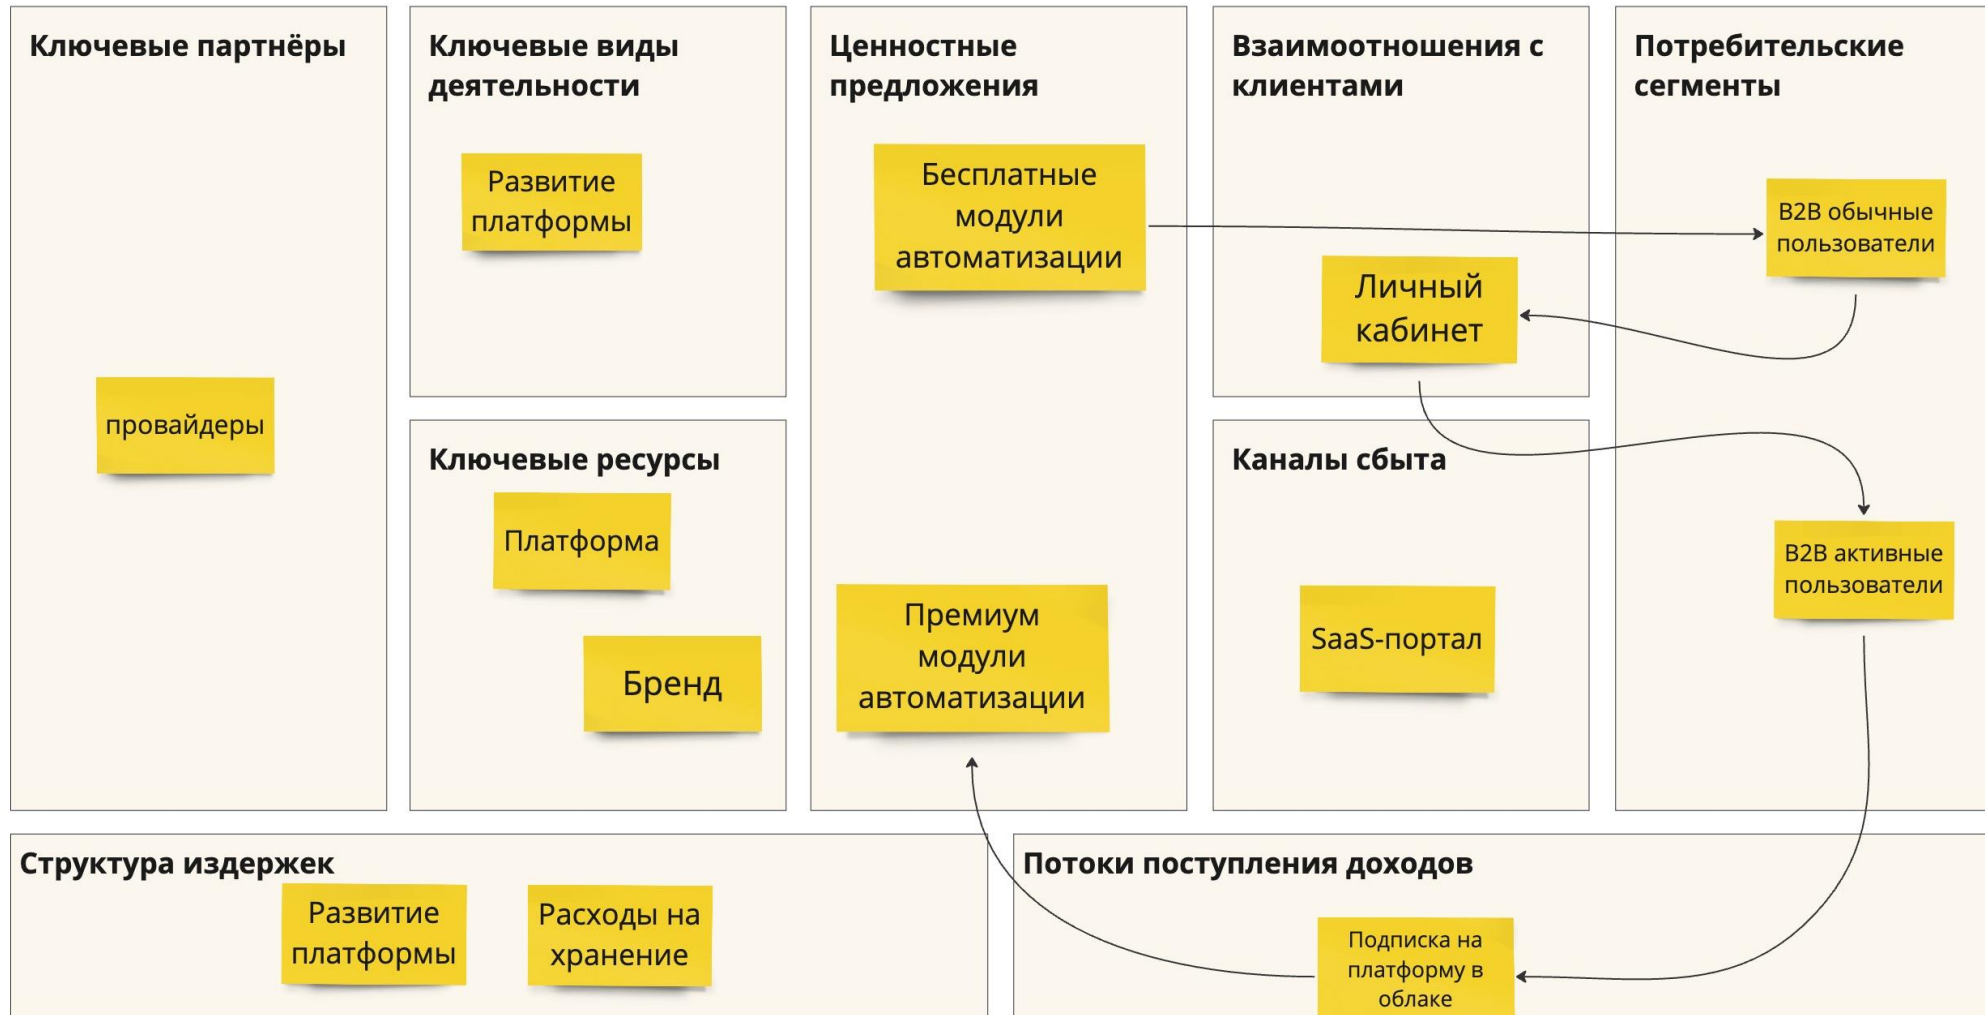 Ключевые партнёры
провайдеры
Ключевые виды
деятельности
Развитие
платформы
Ключевые ресурсы
Платформа
Бренд
Ценностные
предложения
Бесплатные
модули
автоматизации
Премиум
модули
автоматизации
Взаимоотношения с
клиентами
Личный
кабинет
Каналы сбыта
SaaS-портал
Потребительские
сегменты
B2B обычные
пользователи
B2B активные
пользователи
Структура издержек
Развитие
платформы
Расходы на
хранение
Потоки поступления доходов
Подписка на
платформу в
облаке